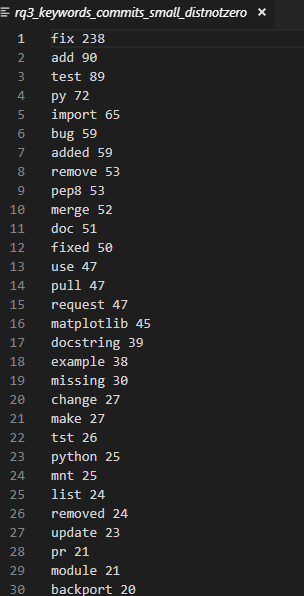 rq3_keywords_commits_small_distnotzero ×
1 fix 238
2 add 90
3 test 89
4 py 72
5 import 65
6 bug 59
7 added 59
8 remove 53
9 pep8 53
10 merge 52
11 doc 51
12 fixed 50
13 use 47
14 pull 47
15 request 47
16 matplotlib 45
17 docstring 39
18 example 38
19 missing 30
20 change 27
21 make 27
22 tst 26
23 python 25
24 mnt 25
25 list 24
26 removed 24
27 update 23
28 pr 21
29 module 21
30 backport 20